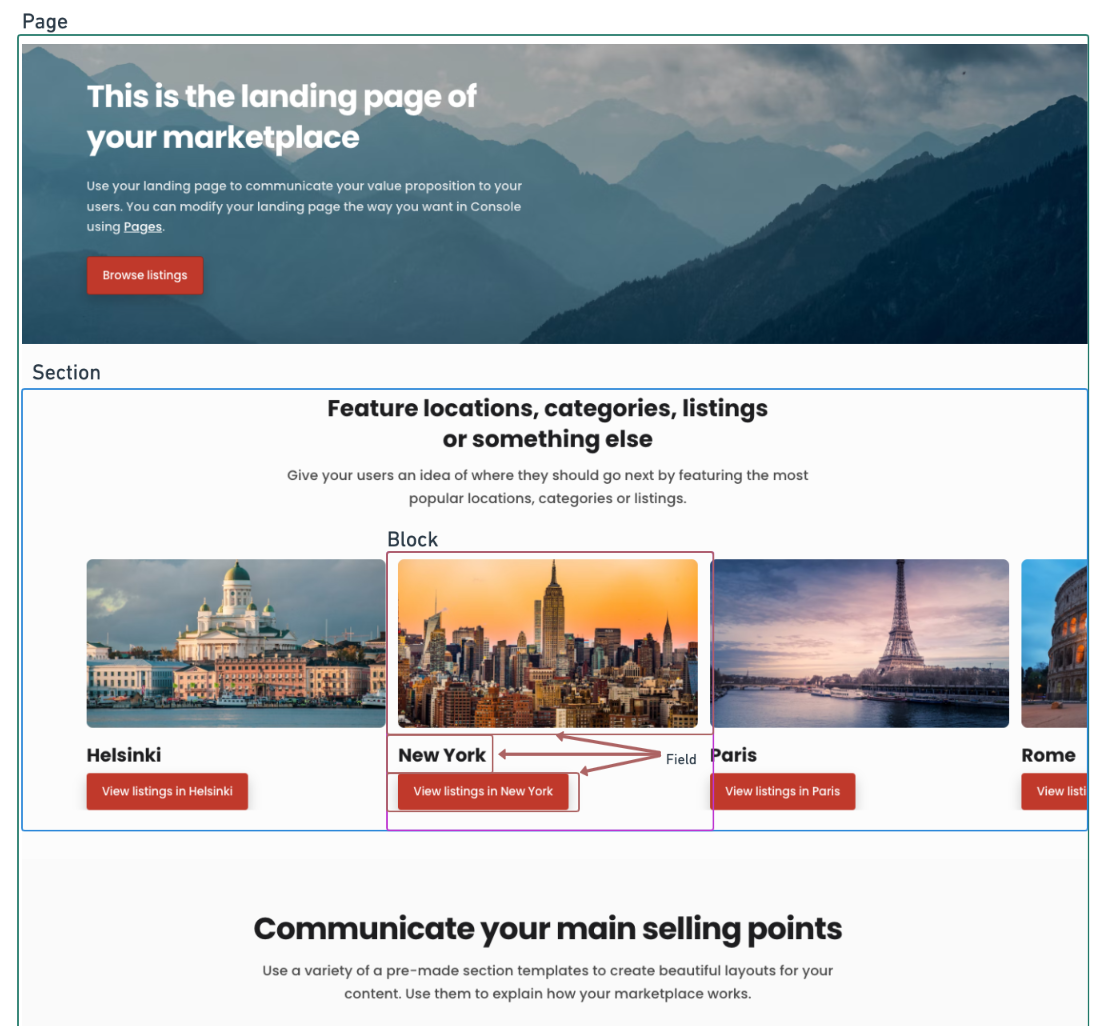 Page
This is the landing page of
your marketplace
Use your landing page to communicate your value proposition to your
users. You can modify your landing page the way you want in Console
using Pages.
Browse listings
Section
Feature locations, categories, listings
or something else
Give your users an idea of where they should go next by featuring the most
popular locations, categories or listings.
Block
Helsinki
New York
Field
Paris
Rome
View listings in Helsinki
View listings in New York
View listings in Paris
View listi
Communicate your main selling points
Use a variety of a pre-made section templates to create beautiful layouts for your
content. Use them to explain how your marketplace works.